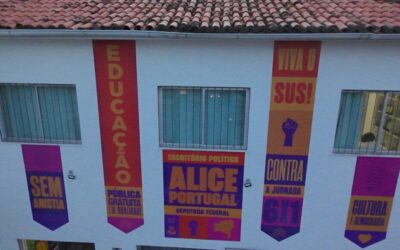 EDUCAÇÃO
PÚBLICA
GRATUITA
E DE QUALIDADE!
SEM
ANISTIA
ESCRITÓRIO POLÍTICO
ALICE
PORTUGAL
DEPUTADA FEDERAL
VIVA O
SUS!
CONTRA
A JORNADA
6X1
CULTURA
É DEMOCRACIA